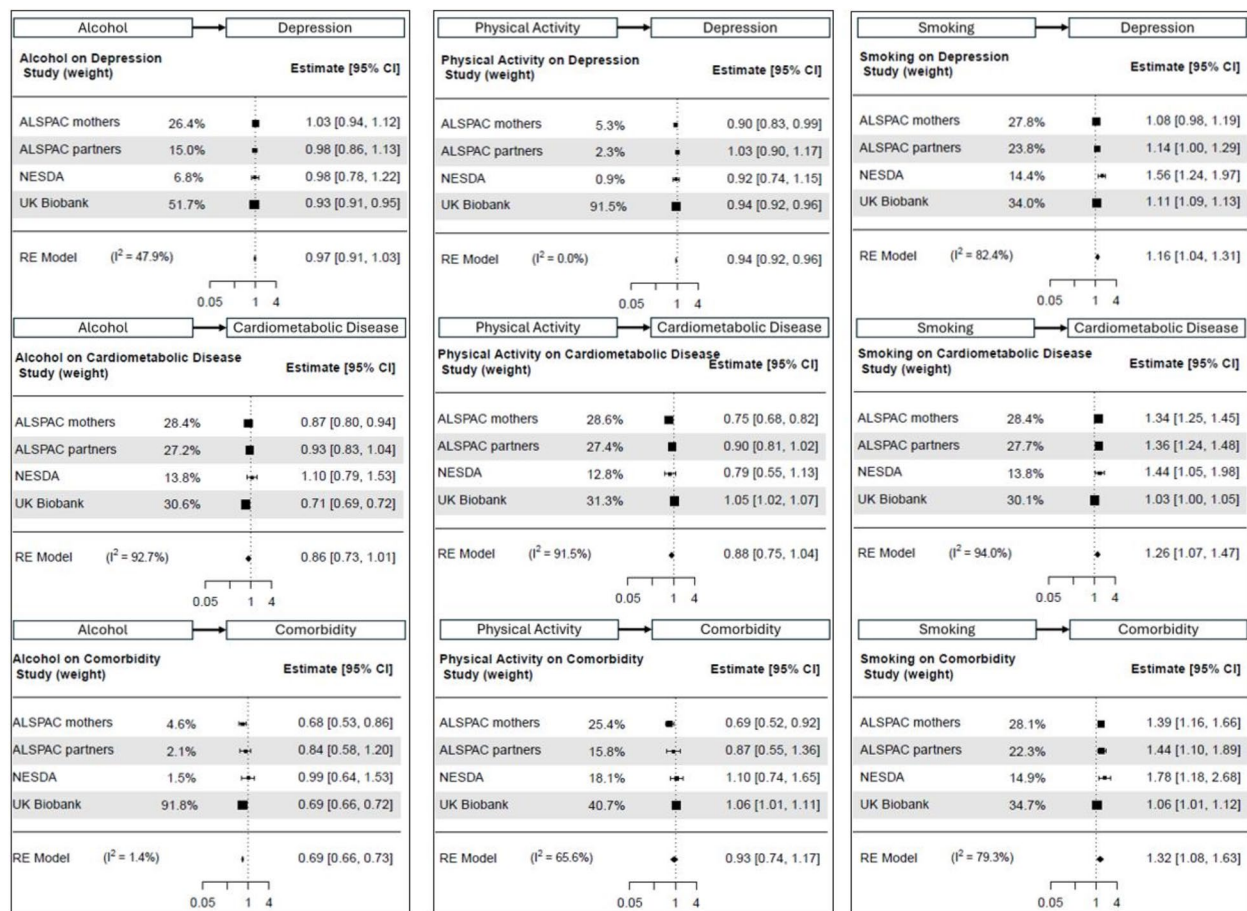 Alcohol Depression
Alcohol on Depression
Study (weight) Estimate [95% CI]
ALSPAC mothers 26.4% 1.03 [0.94, 1.12]
ALSPAC partners 15.0% 0.98 [0.86, 1.13]
NESDA 6.8% 0.98 [0.78, 1.22]
UK Biobank 51.7% 0.93 [0.91, 0.95]
RE Model (I² = 47.9%) 0.97 [0.91, 1.03]
0.05 1 4
Alcohol Cardiometabolic Disease
Alcohol on Cardiometabolic Disease
Study (weight) Estimate [95% CI]
ALSPAC mothers 28.4% 0.87 [0.80, 0.94]
ALSPAC partners 27.2% 0.93 [0.83, 1.04]
NESDA 13.8% 1.10 [0.79, 1.53]
UK Biobank 30.6% 0.71 [0.69, 0.72]
RE Model (I² = 92.7%) 0.86 [0.73, 1.01]
0.05 1 4
Alcohol Comorbidity
Alcohol on Comorbidity
Study (weight) Estimate [95% CI]
ALSPAC mothers 4.6% 0.68 [0.53, 0.86]
ALSPAC partners 2.1% 0.84 [0.58, 1.20]
NESDA 1.5% 0.99 [0.64, 1.53]
UK Biobank 91.8% 0.69 [0.66, 0.72]
RE Model (I² = 1.4%) 0.69 [0.66, 0.73]
0.05 1 4
Physical Activity Depression
Physical Activity on Depression
Study (weight) Estimate [95% CI]
ALSPAC mothers 5.3% 0.90 [0.83, 0.99]
ALSPAC partners 2.3% 1.03 [0.90, 1.17]
NESDA 0.9% 0.92 [0.74, 1.15]
UK Biobank 91.5% 0.94 [0.92, 0.96]
RE Model (I² = 0.0%) 0.94 [0.92, 0.96]
0.05 1 4
Physical Activity Cardiometabolic Disease
Physical Activity on Cardiometabolic Disease
Study (weight) Estimate [95% CI]
ALSPAC mothers 28.6% 0.75 [0.68, 0.82]
ALSPAC partners 27.4% 0.90 [0.81, 1.02]
NESDA 12.8% 0.79 [0.55, 1.13]
UK Biobank 31.3% 1.05 [1.02, 1.07]
RE Model (I² = 91.5%) 0.88 [0.75, 1.04]
0.05 1 4
Physical Activity Comorbidity
Physical Activity on Comorbidity
Study (weight) Estimate [95% CI]
ALSPAC mothers 25.4% 0.69 [0.52, 0.92]
ALSPAC partners 15.8% 0.87 [0.55, 1.36]
NESDA 18.1% 1.10 [0.74, 1.65]
UK Biobank 40.7% 1.06 [1.01, 1.11]
RE Model (I² = 65.6%) 0.93 [0.74, 1.17]
0.05 1 4
Smoking Depression
Smoking on Depression
Study (weight) Estimate [95% CI]
ALSPAC mothers 27.8% 1.08 [0.98, 1.19]
ALSPAC partners 23.8% 1.14 [1.00, 1.29]
NESDA 14.4% 1.56 [1.24, 1.97]
UK Biobank 34.0% 1.11 [1.09, 1.13]
RE Model (I² = 82.4%) 1.16 [1.04, 1.31]
0.05 1 4
Smoking Cardiometabolic Disease
Smoking on Cardiometabolic Disease
Study (weight) Estimate [95% CI]
ALSPAC mothers 28.4% 1.34 [1.25, 1.45]
ALSPAC partners 27.7% 1.36 [1.24, 1.48]
NESDA 13.8% 1.44 [1.05, 1.98]
UK Biobank 30.1% 1.03 [1.00, 1.05]
RE Model (I² = 94.0%) 1.26 [1.07, 1.47]
0.05 1 4
Smoking Comorbidity
Smoking on Comorbidity
Study (weight) Estimate [95% CI]
ALSPAC mothers 28.1% 1.39 [1.16, 1.66]
ALSPAC partners 22.3% 1.44 [1.10, 1.89]
NESDA 14.9% 1.78 [1.18, 2.68]
UK Biobank 34.7% 1.06 [1.01, 1.12]
RE Model (I² = 79.3%) 1.32 [1.08, 1.63]
0.05 1 4